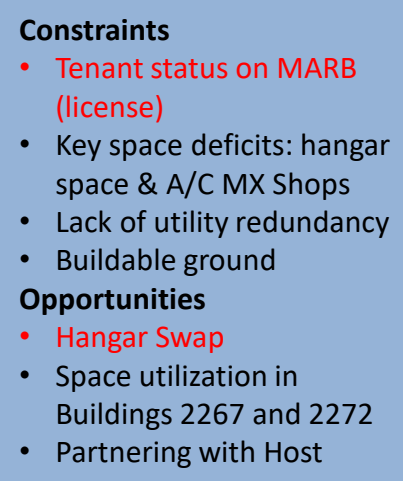 Constraints
• Tenant status on MARB
(license)
• Key space deficits: hangar
space & A/C MX Shops
• Lack of utility redundancy
• Buildable ground
Opportunities
• Hangar Swap
• Space utilization in
Buildings 2267 and 2272
• Partnering with Host